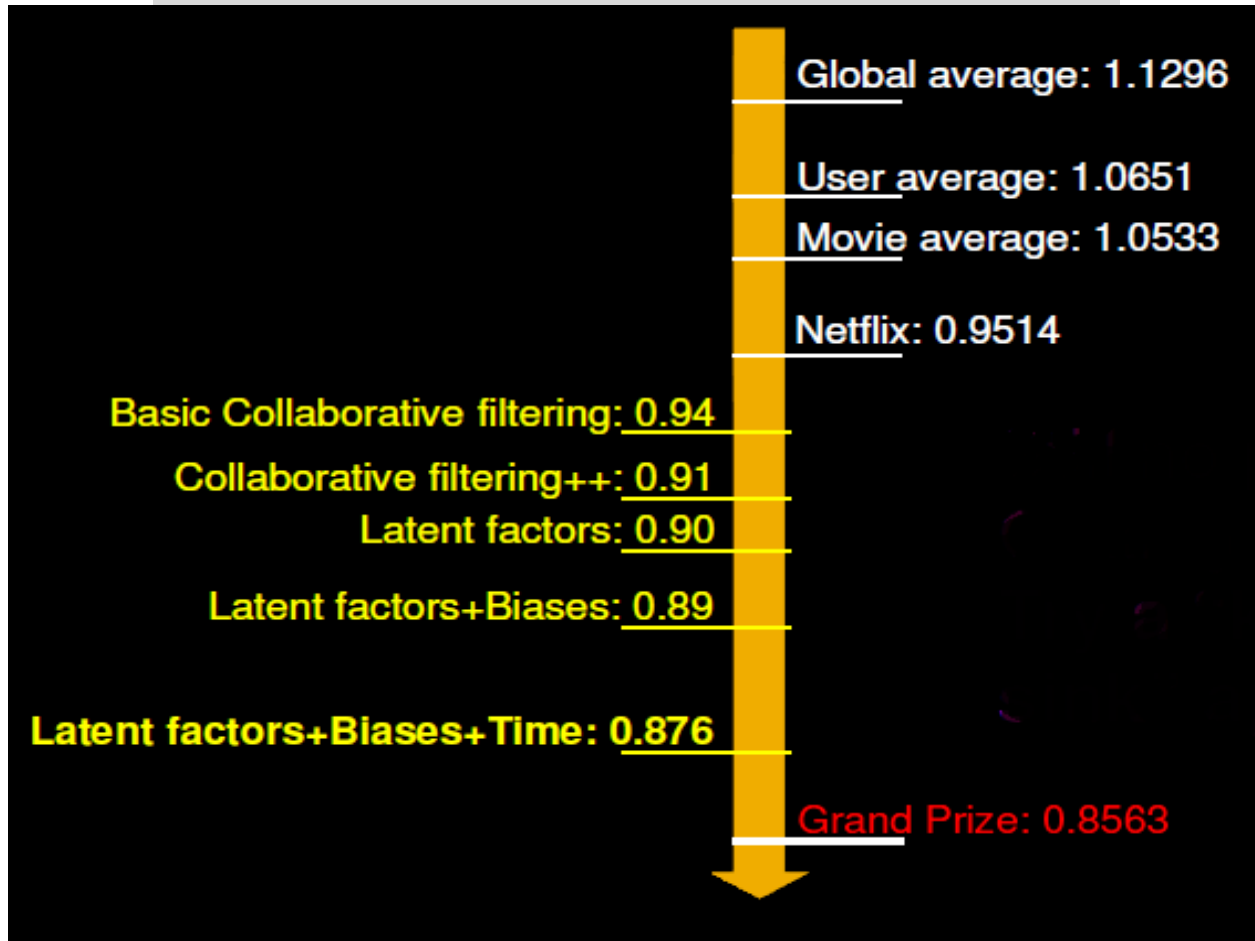 Global average: 1.1296
User average: 1.0651
Movie average: 1.0533
Netflix: 0.9514
Basic Collaborative filtering: 0.94
Collaborative filtering++: 0.91
Latent factors: 0.90
Latent factors+Biases: 0.89
Latent factors+Biases+Time: 0.876
Grand Prize: 0.8563